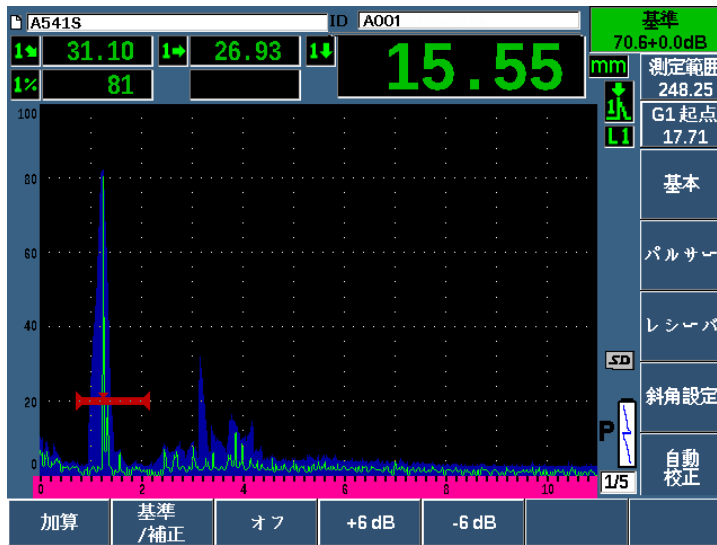 A541S
ID A001
基準
70.6+0.0dB
31.10
26.93
15.55
mm
測定範囲
248.25
1%
81
L1
G1 起点
17.71
100
80
60
40
20
0
0 2 4 6 8 10
基本
パルサー
レシーバ
斜角設定
自動
校正
SD
P
1/5
加算
基準
/補正
オフ
+6 dB
-6 dB